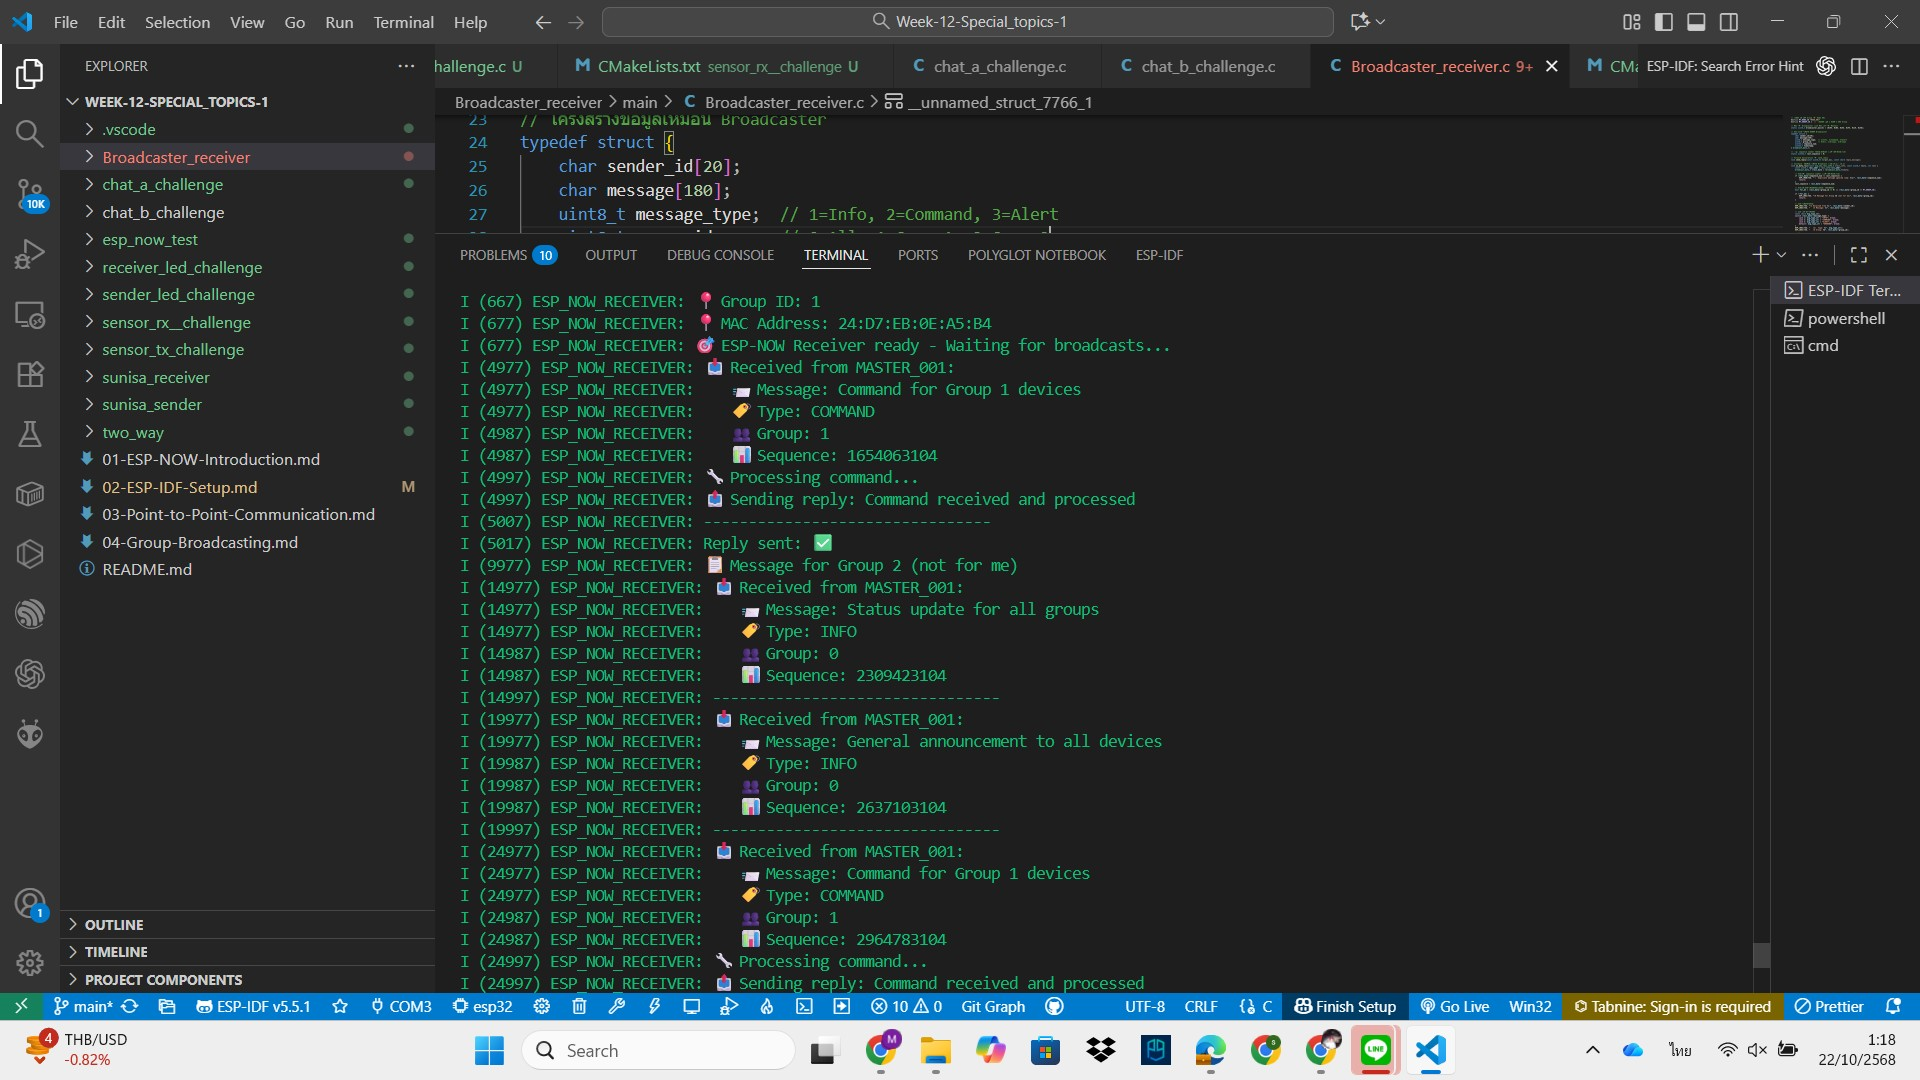 File Edit Selection View Go Run Terminal Help
Week-12-Special_topics-1
EXPLORER
WEEK-12-SPECIAL_TOPICS-1
.vscode
Broadcaster_receiver
chat_a_challenge
chat_b_challenge
esp_now_test
receiver_led_challenge
sender_led_challenge
sensor_rx__challenge
sensor_tx_challenge
sunisa_receiver
sunisa_sender
two_way
01-ESP-NOW-Introduction.md
02-ESP-IDF-Setup.md M
03-Point-to-Point-Communication.md
04-Group-Broadcasting.md
README.md
OUTLINE
TIMELINE
PROJECT COMPONENTS
10K
1
hallenge.c U
M CMakeLists.txt sensor_rx__challenge U
C chat_a_challenge.c
C chat_b_challenge.c
C Broadcaster_receiver.c 9+
M CMa
ESP-IDF: Search Error Hint
Broadcaster_receiver > main > C Broadcaster_receiver.c > __unnamed_struct_7766_1
23 // โครงสร้างข้อมูลเหมือน Broadcaster
24 typedef struct {
25 char sender_id[20];
26 char message[180];
27 uint8_t message_type; // 1=Info, 2=Command, 3=Alert
PROBLEMS 10 OUTPUT DEBUG CONSOLE TERMINAL PORTS POLYGLOT NOTEBOOK ESP-IDF
ESP-IDF Ter...
powershell
cmd
I (667) ESP_NOW_RECEIVER: 📍 Group ID: 1
I (677) ESP_NOW_RECEIVER: 📍 MAC Address: 24:D7:EB:0E:A5:B4
I (677) ESP_NOW_RECEIVER: 🎯 ESP-NOW Receiver ready - Waiting for broadcasts...
I (4977) ESP_NOW_RECEIVER: 📥 Received from MASTER_001:
I (4977) ESP_NOW_RECEIVER: 📨 Message: Command for Group 1 devices
I (4977) ESP_NOW_RECEIVER: 🏷️ Type: COMMAND
I (4987) ESP_NOW_RECEIVER: 👥 Group: 1
I (4987) ESP_NOW_RECEIVER: 📊 Sequence: 1654063104
I (4997) ESP_NOW_RECEIVER: 🔧 Processing command...
I (4997) ESP_NOW_RECEIVER: 📤 Sending reply: Command received and processed
I (5007) ESP_NOW_RECEIVER: --------------------------------
I (5017) ESP_NOW_RECEIVER: Reply sent: ✅
I (9977) ESP_NOW_RECEIVER: 📋 Message for Group 2 (not for me)
I (14977) ESP_NOW_RECEIVER: 📥 Received from MASTER_001:
I (14977) ESP_NOW_RECEIVER: 📨 Message: Status update for all groups
I (14977) ESP_NOW_RECEIVER: 🏷️ Type: INFO
I (14987) ESP_NOW_RECEIVER: 👥 Group: 0
I (14987) ESP_NOW_RECEIVER: 📊 Sequence: 2309423104
I (14997) ESP_NOW_RECEIVER: --------------------------------
I (19977) ESP_NOW_RECEIVER: 📥 Received from MASTER_001:
I (19977) ESP_NOW_RECEIVER: 📨 Message: General announcement to all devices
I (19987) ESP_NOW_RECEIVER: 🏷️ Type: INFO
I (19987) ESP_NOW_RECEIVER: 👥 Group: 0
I (19987) ESP_NOW_RECEIVER: 📊 Sequence: 2637103104
I (19997) ESP_NOW_RECEIVER: --------------------------------
I (24977) ESP_NOW_RECEIVER: 📥 Received from MASTER_001:
I (24977) ESP_NOW_RECEIVER: 📨 Message: Command for Group 1 devices
I (24977) ESP_NOW_RECEIVER: 🏷️ Type: COMMAND
I (24987) ESP_NOW_RECEIVER: 👥 Group: 1
I (24987) ESP_NOW_RECEIVER: 📊 Sequence: 2964783104
I (24997) ESP_NOW_RECEIVER: 🔧 Processing command...
I (24997) ESP_NOW_RECEIVER: 📤 Sending reply: Command received and processed
main* ESP-IDF v5.5.1 COM3 esp32 10 0 Git Graph UTF-8 CRLF {} C Finish Setup Go Live Win32 Tabnine: Sign-in is required Prettier
4 THB/USD
-0.82%
Search
M
LINE
ไทย
1:18
22/10/2568